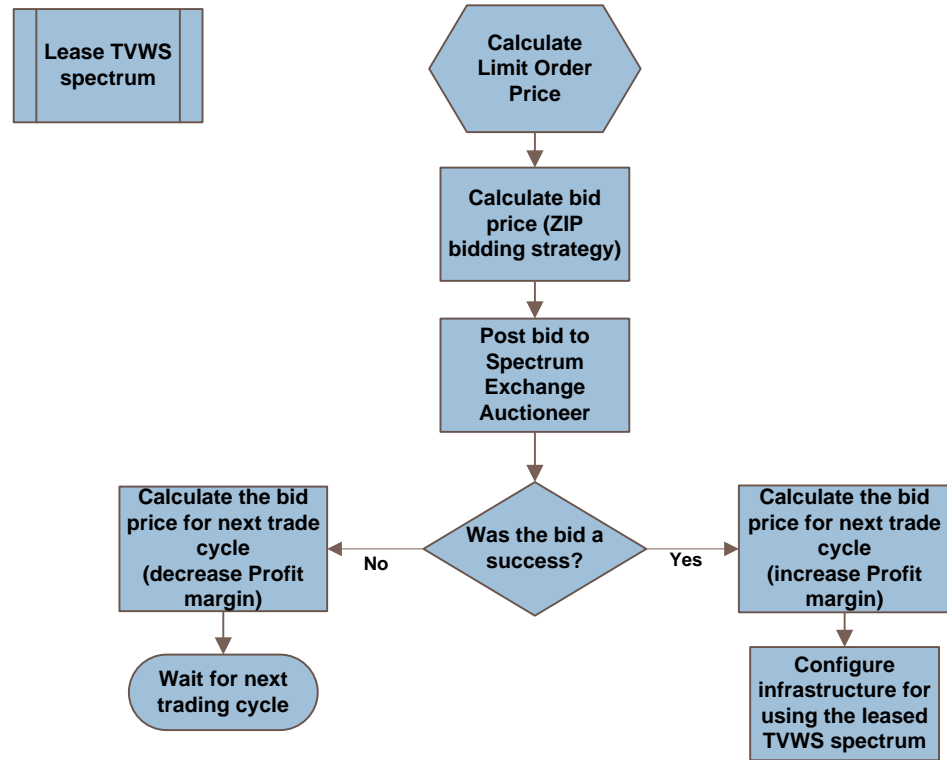 Lease TVWS
spectrum
Calculate
Limit Order
Price
Calculate bid
price (ZIP
bidding strategy)
Post bid to
Spectrum
Exchange
Auctioneer
Was the bid a
success?
No
Yes
Calculate the bid
price for next trade
cycle
(decrease Profit
margin)
Wait for next
trading cycle
Calculate the bid
price for next trade
cycle
(increase Profit
margin)
Configure
infrastructure for
using the leased
TVWS spectrum